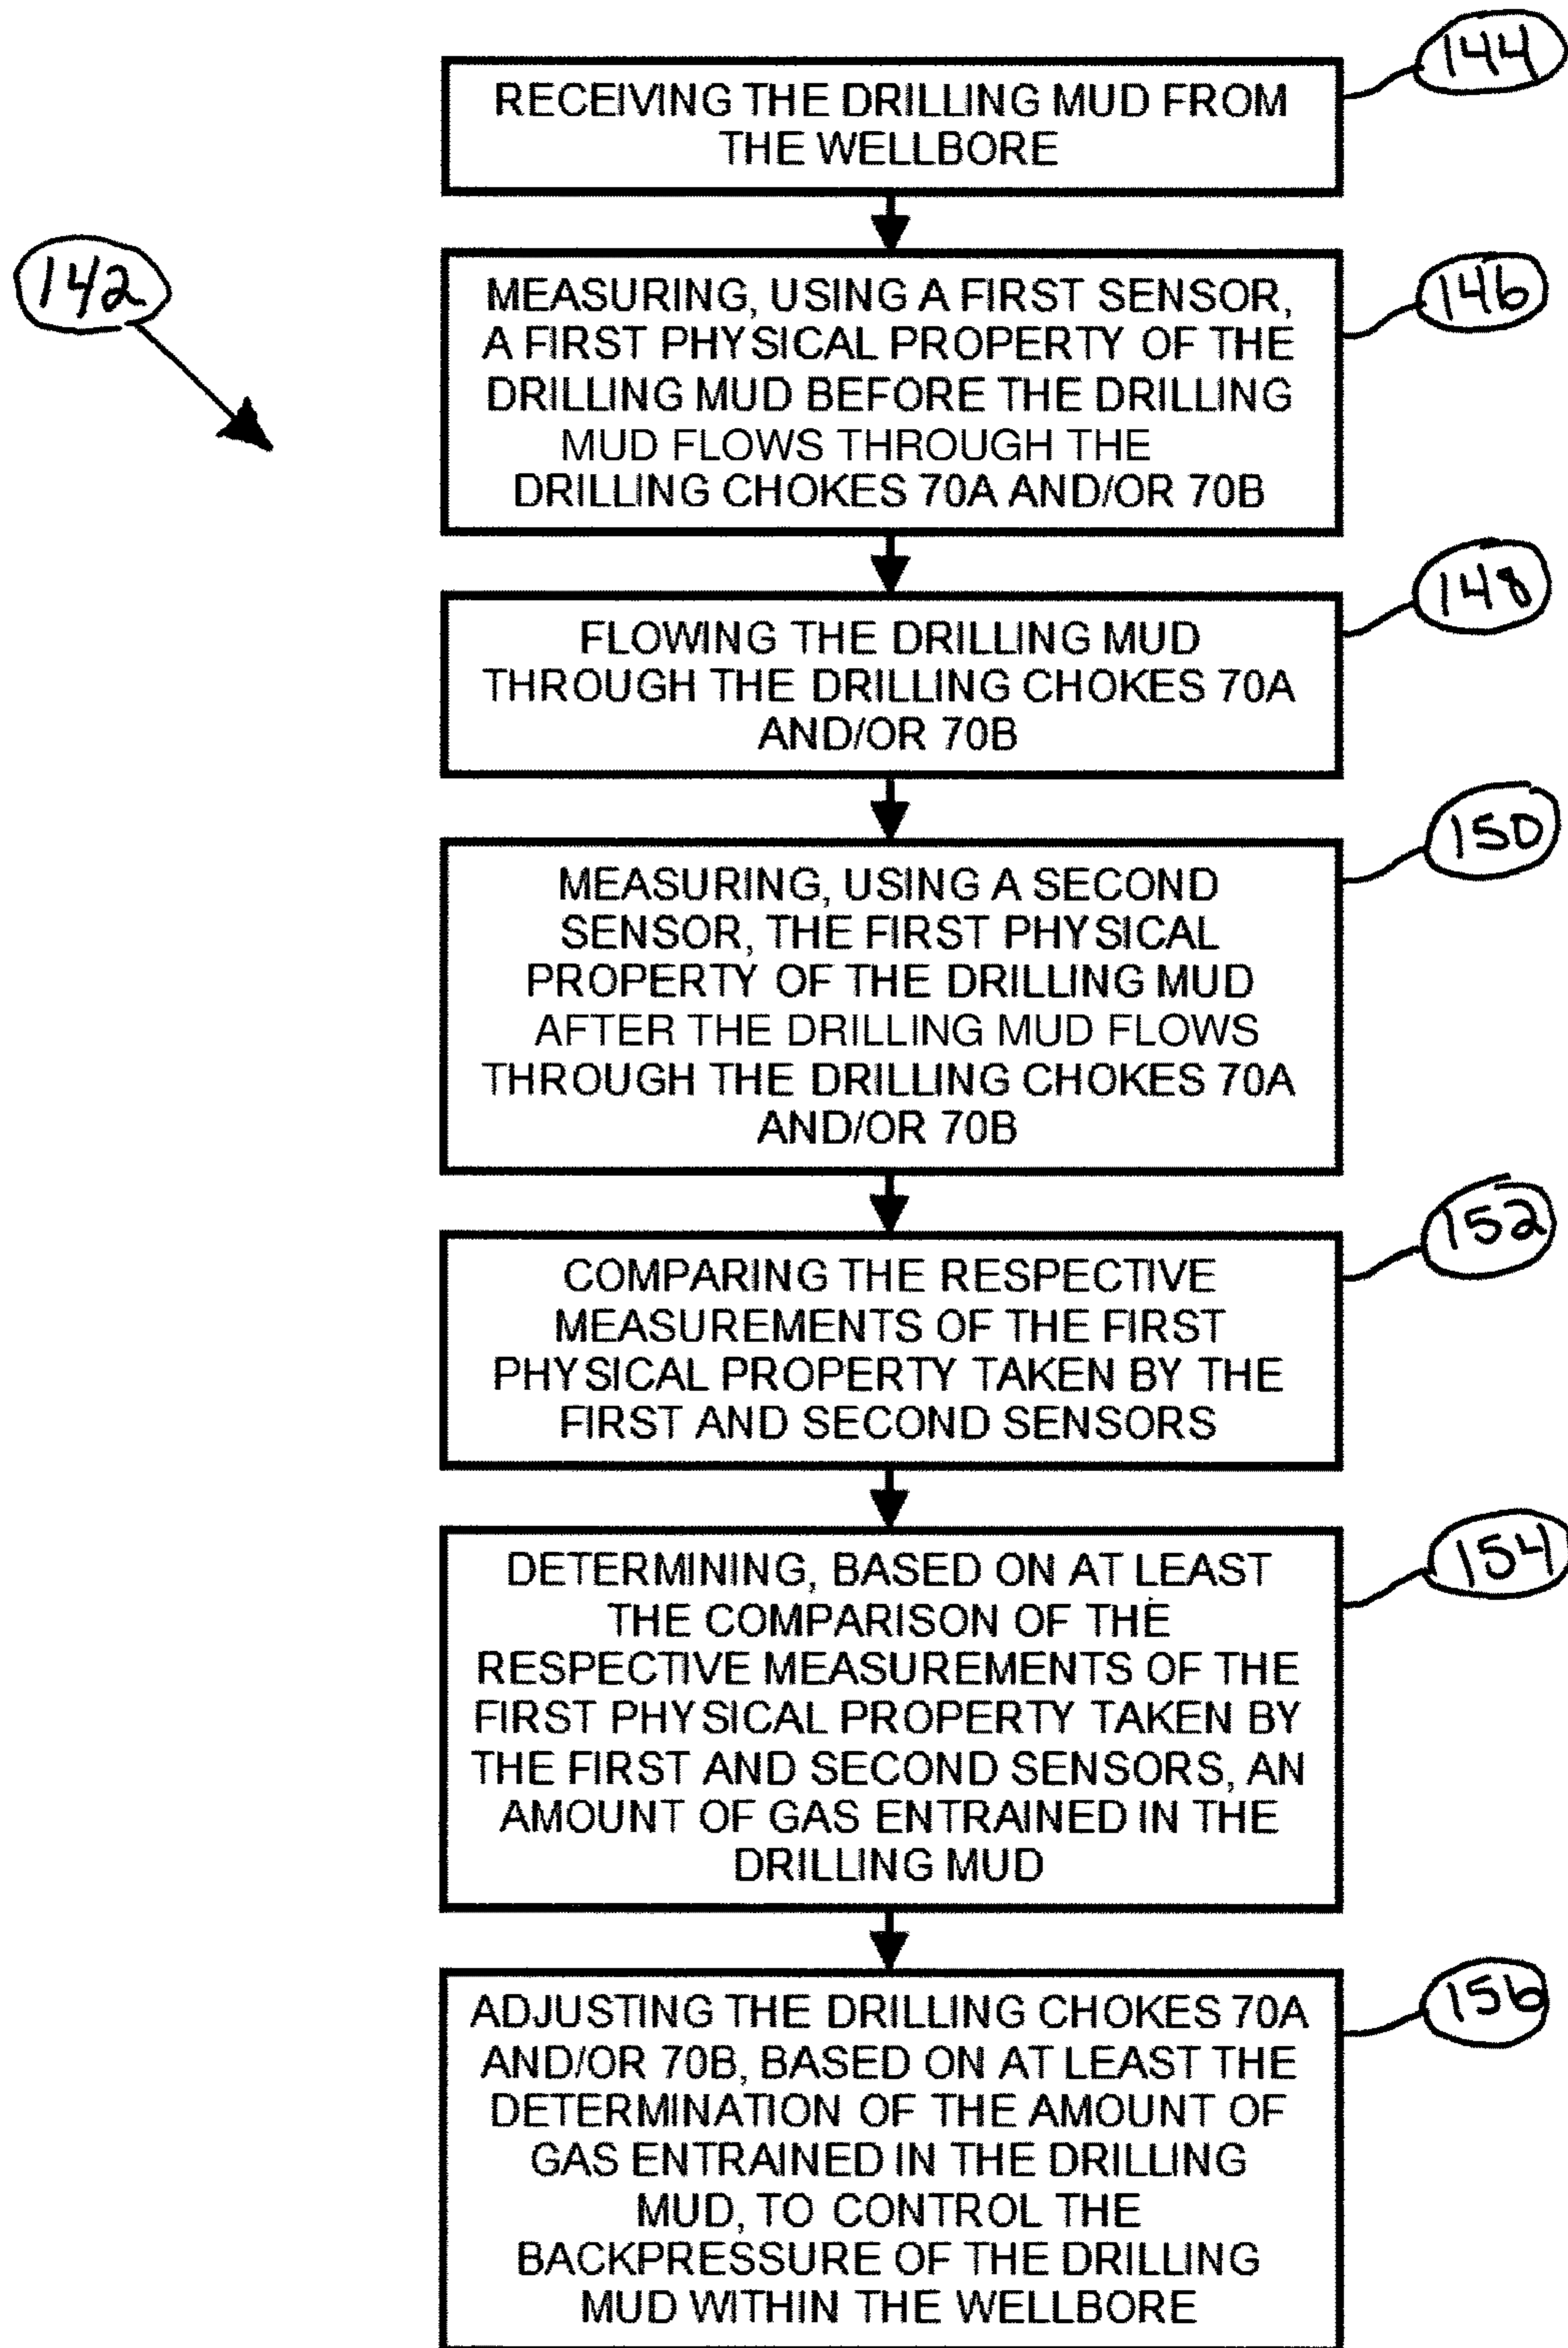 144
RECEIVING THE DRILLING MUD FROM
THE WELLBORE
142
146
MEASURING, USING A FIRST SENSOR,
A FIRST PHYSICAL PROPERTY OF THE
DRILLING MUD BEFORE THE DRILLING
MUD FLOWS THROUGH THE
DRILLING CHOKES 70A AND/OR 70B
148
FLOWING THE DRILLING MUD
THROUGH THE DRILLING CHOKES 70A
AND/OR 70B
150
MEASURING, USING A SECOND
SENSOR, THE FIRST PHYSICAL
PROPERTY OF THE DRILLING MUD
AFTER THE DRILLING MUD FLOWS
THROUGH THE DRILLING CHOKES 70A
AND/OR 70B
152
COMPARING THE RESPECTIVE
MEASUREMENTS OF THE FIRST
PHYSICAL PROPERTY TAKEN BY THE
FIRST AND SECOND SENSORS
154
DETERMINING, BASED ON AT LEAST
THE COMPARISON OF THE
RESPECTIVE MEASUREMENTS OF THE
FIRST PHYSICAL PROPERTY TAKEN BY
THE FIRST AND SECOND SENSORS, AN
AMOUNT OF GAS ENTRAINED IN THE
DRILLING MUD
156
ADJUSTING THE DRILLING CHOKES 70A
AND/OR 70B, BASED ON AT LEAST THE
DETERMINATION OF THE AMOUNT OF
GAS ENTRAINED IN THE DRILLING
MUD, TO CONTROL THE
BACKPRESSURE OF THE DRILLING
MUD WITHIN THE WELLBORE